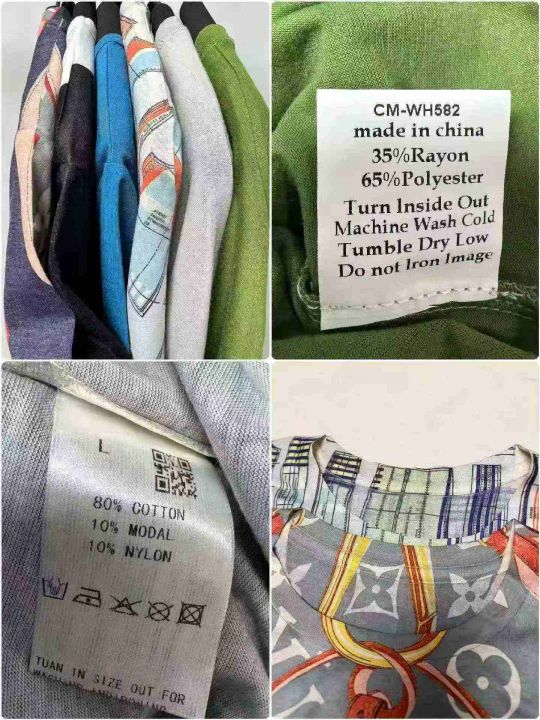 CM-WH582
made in china
35%Rayon
65%Polyester
Turn Inside Out
Machine Wash Cold
Tumble Dry Low
Do not Iron Image
L
80% COTTON
10% MODAL
10% NYLON
TUAN IN SIZE OUT FOR